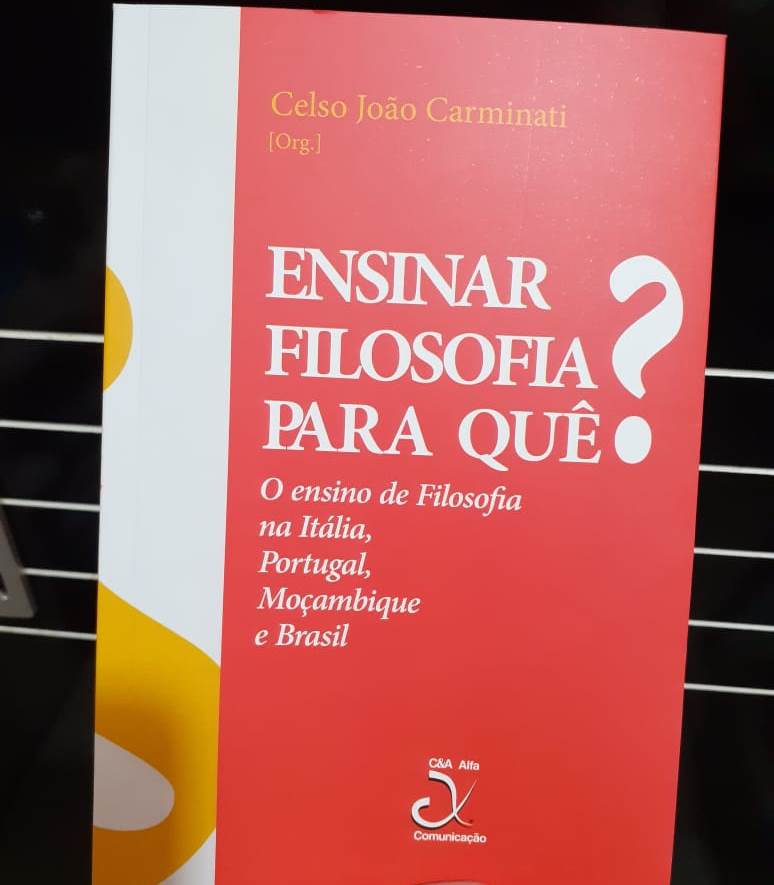 Celso João Carminati
[Org.]
ENSINAR
FILOSOFIA
PARA QUÊ?
O ensino de Filosofia
na Itália,
Portugal,
Moçambique
e Brasil
C&A Alfa
Comunicação